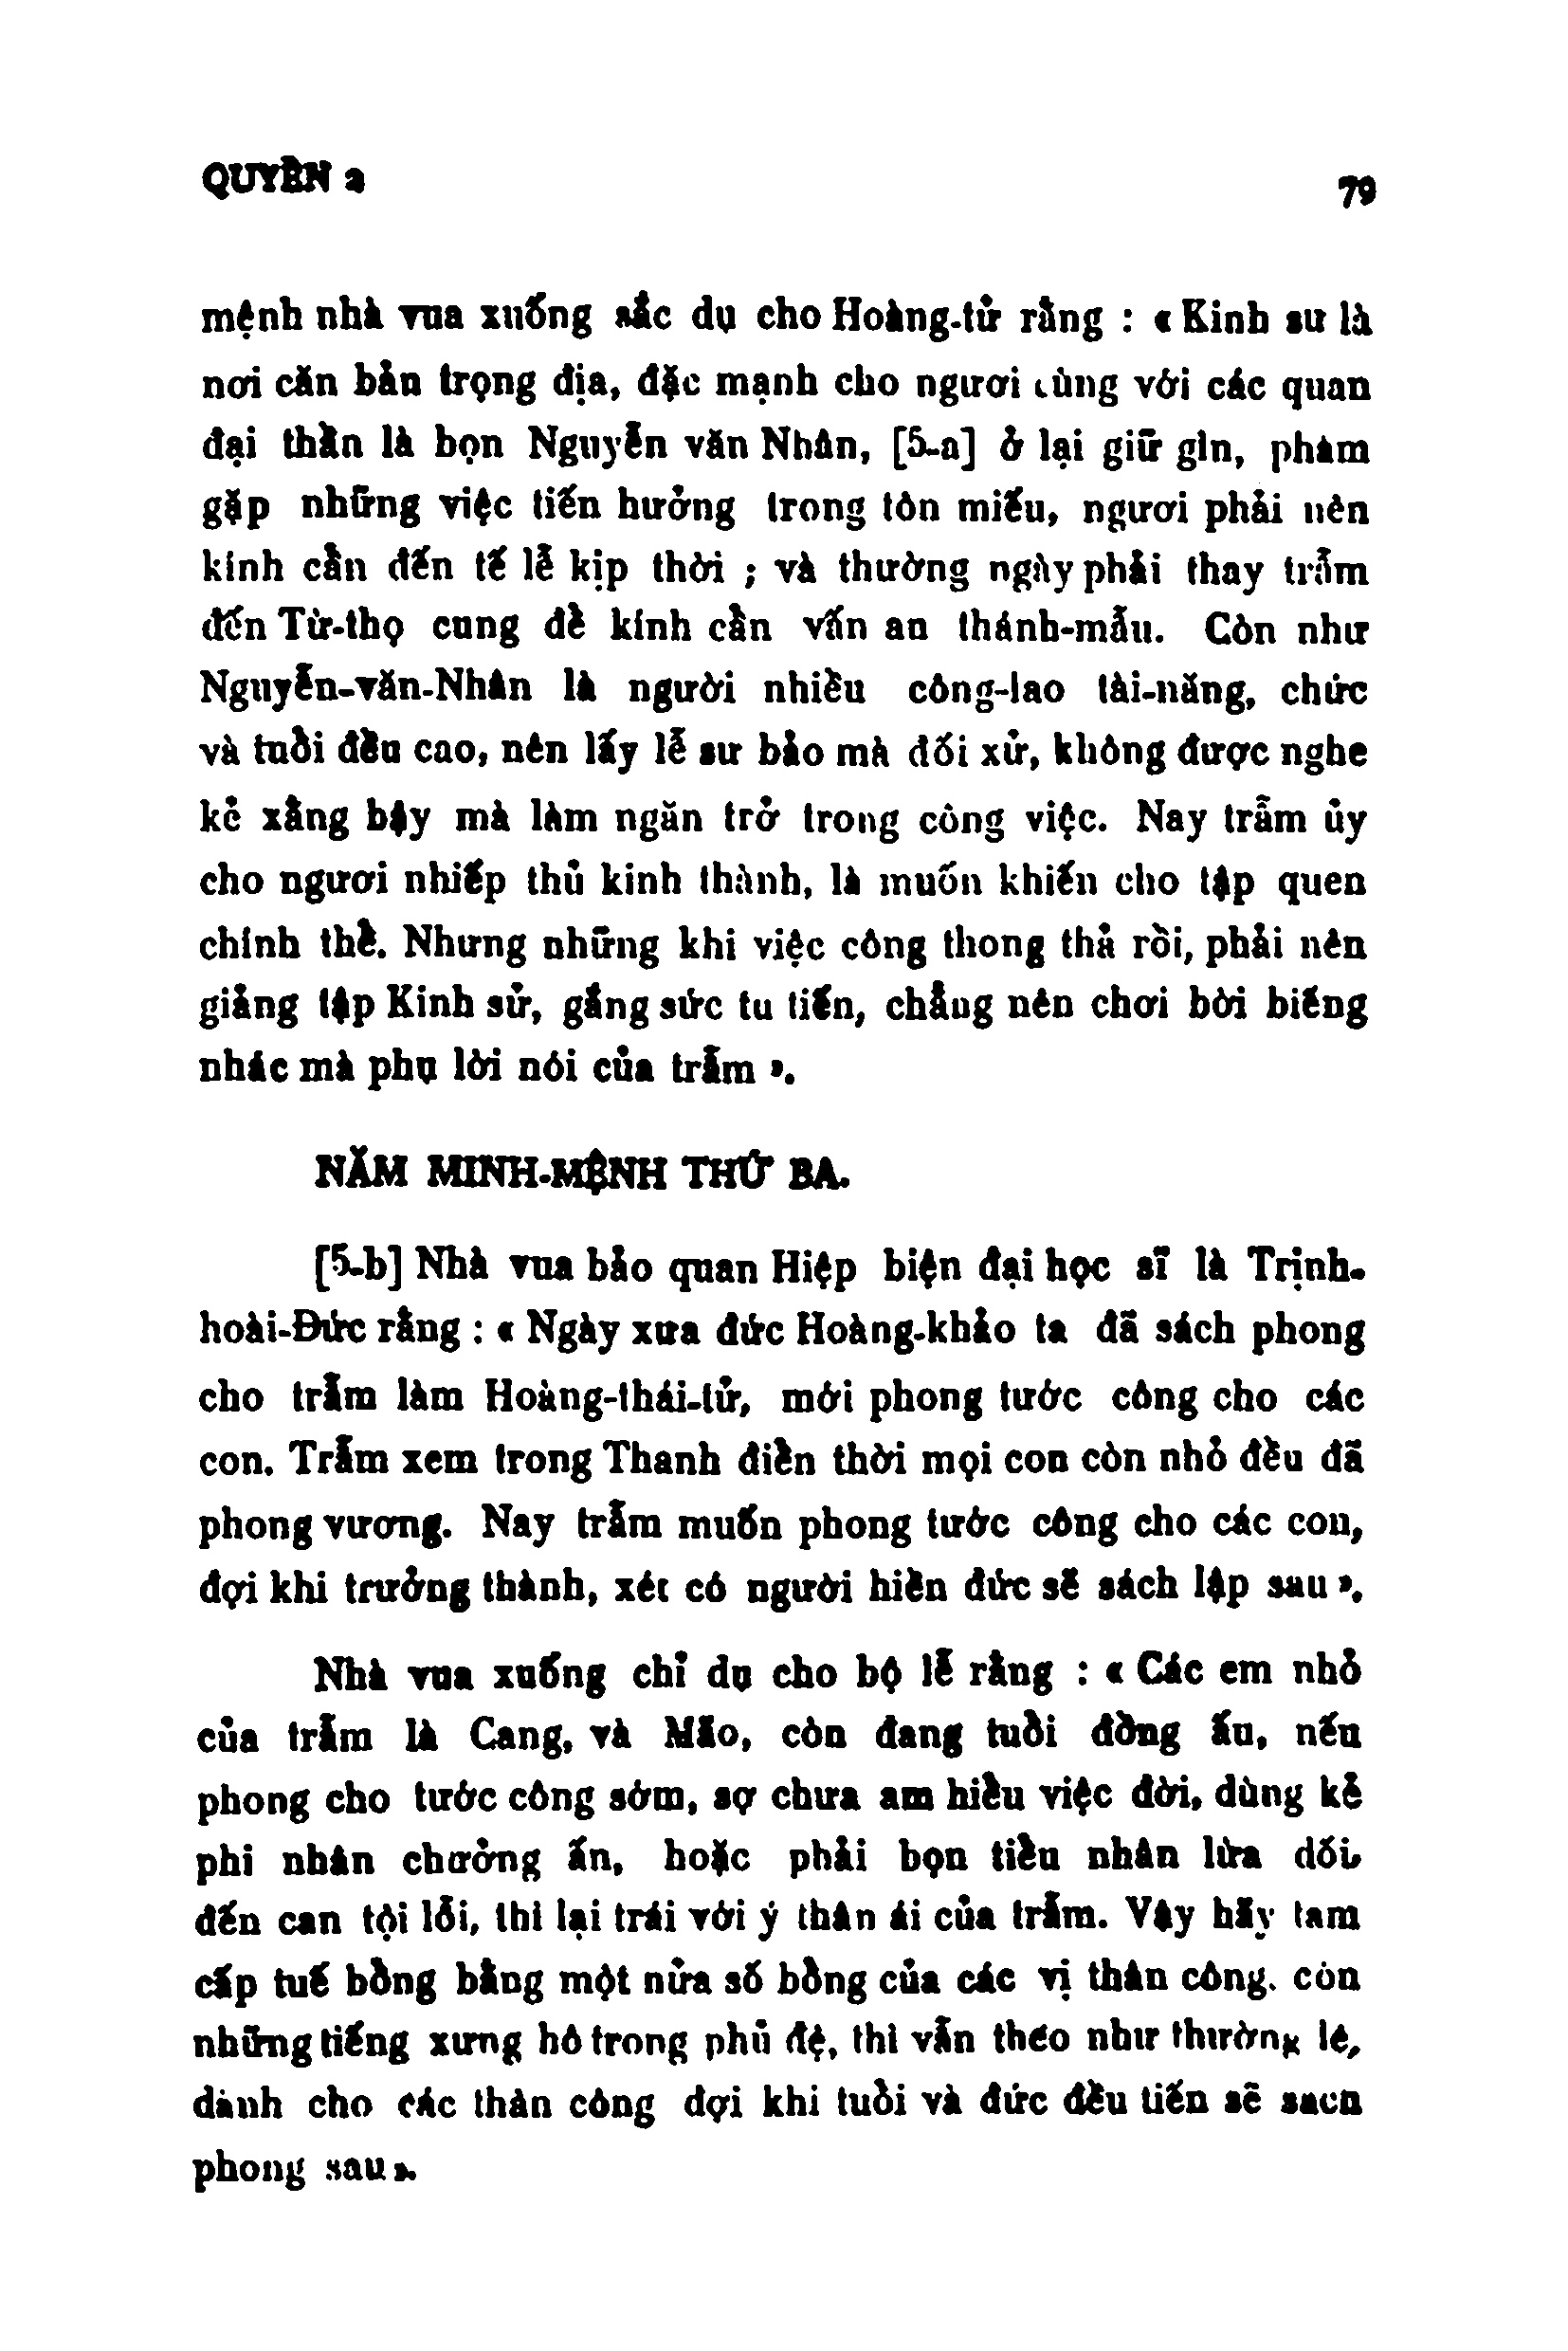 QUYỀN 2
79
mệnh nhà vua xuống sắc dụ cho Hoàng-tử rằng : « Kinh sư là
nơi căn bản trọng địa, đặc mạnh cho ngươi cùng với các quan
đại thần là bọn Nguyễn văn Nhân, [5-a] ở lại giữ gìn, phàm
gặp những việc tiến hưởng trong tôn miếu, ngươi phải nên
kính cẩn đến tế lễ kịp thời ; và thường ngày phải thay trẫm
đến Từ-thọ cung để kính cẩn vấn an thánh-mẫu. Còn như
Nguyễn-văn-Nhân là người nhiều công-lao tài-năng, chức
và tuổi đều cao, nên lấy lễ sư bảo mà đối xử, không được nghe
kẻ xằng bậy mà làm ngăn trở trong công việc. Nay trẫm ủy
cho ngươi nhiếp thủ kinh thành, là muốn khiến cho tập quen
chính thể. Nhưng những khi việc công thong thả rồi, phải nên
giảng tập Kinh sử, gắng sức tu tiến, chẳng nên chơi bời biếng
nhác mà phụ lời nói của trẫm ».
NĂM MINH-MỆNH THỨ BA.
[5-b] Nhà vua bảo quan Hiệp biện đại học sĩ là Trịnh-
hoài-Đức rằng : « Ngày xưa đức Hoàng-khảo ta đã sách phong
cho trẫm làm Hoàng-thái-tử, mới phong tước công cho các
con. Trẫm xem trong Thanh điển thời mọi con còn nhỏ đều đã
phong vương. Nay trẫm muốn phong tước công cho các con,
đợi khi trưởng thành, xét có người hiền đức sẽ sách lập sau ».
Nhà vua xuống chỉ dụ cho bộ lễ rằng : « Các em nhỏ
của trẫm là Cang, và Mão, còn đang tuổi đồng ấu, nếu
phong cho tước công sớm, sợ chưa am hiểu việc đời, dùng kẻ
phi nhân chưởng ấn, hoặc phải bọn tiểu nhân lừa dối,
đến can tội lỗi, thì lại trái với ý thân ái của trẫm. Vậy hãy tạm
cấp tuế bổng bằng một nửa số bổng của các vị thân công. còn
những tiếng xưng hô trong phủ đệ, thì vẫn theo như thường lệ,
dành cho các thân công đợi khi tuổi và đức đều tiến sẽ sách
phong sau ».